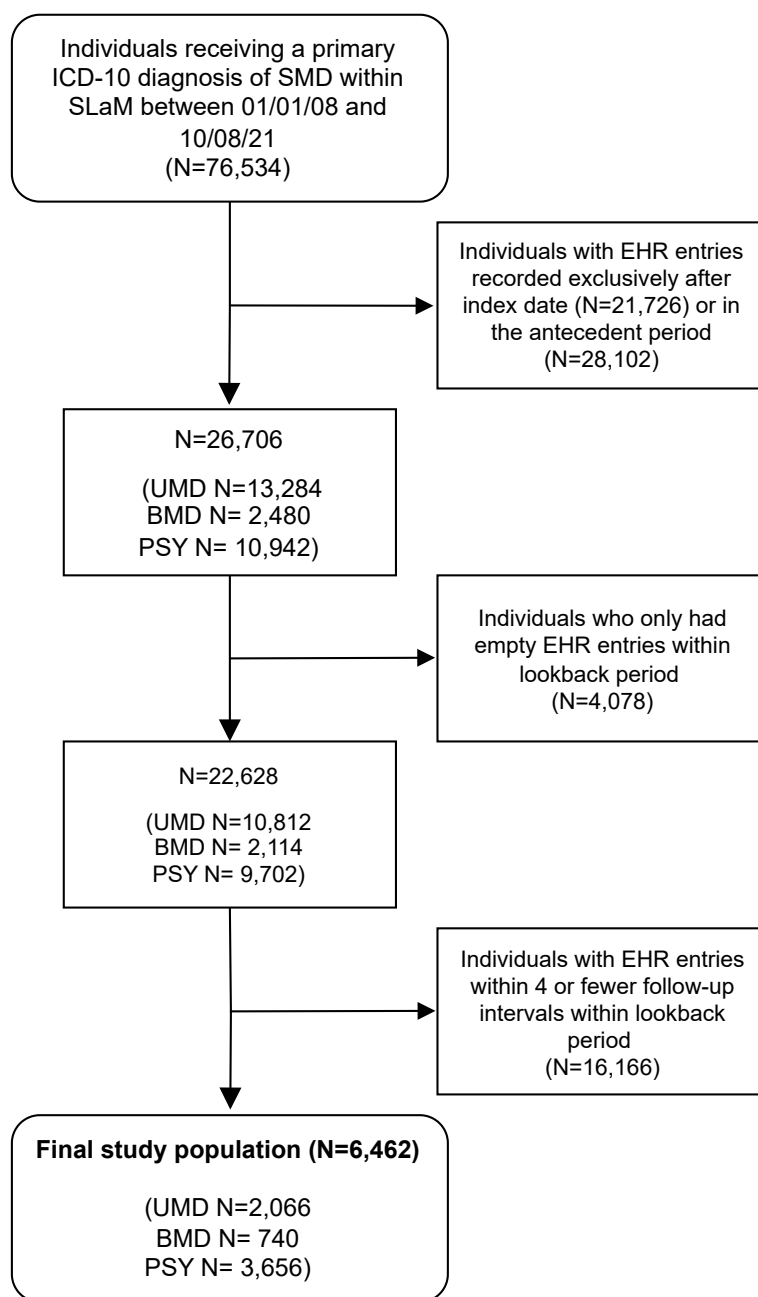 Individuals receiving a primary
ICD-10 diagnosis of SMD within
SLaM between 01/01/08 and
10/08/21
(N=76,534)
Individuals with EHR entries
recorded exclusively after
index date (N=21,726) or in
the antecedent period
(N=28,102)
N=26,706
(UMD N=13,284
BMD N= 2,480
PSY N= 10,942)
Individuals who only had
empty EHR entries within
lookback period
(N=4,078)
N=22,628
(UMD N=10,812
BMD N= 2,114
PSY N= 9,702)
Individuals with EHR entries
within 4 or fewer follow-up
intervals within lookback
period
(N=16,166)
Final study population (N=6,462)
(UMD N=2,066
BMD N= 740
PSY N= 3,656)